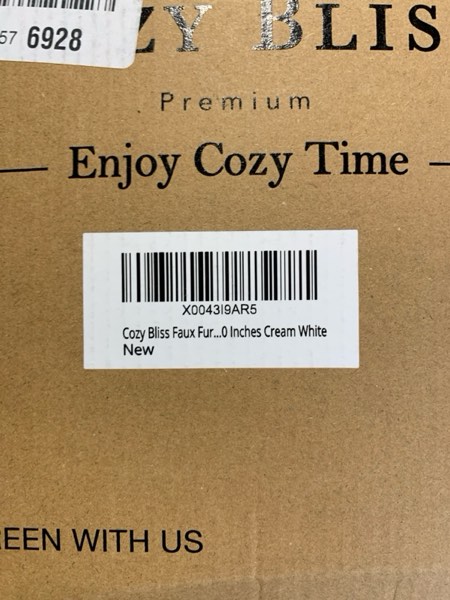 57 6928
ZY BLIS
Premium
Enjoy Cozy Time
X0043I9AR5
Cozy Bliss Faux Fur...0 Inches Cream White
New
REEN WITH US